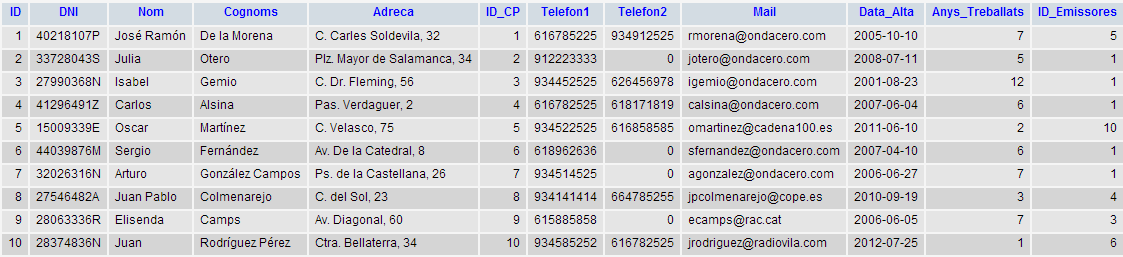 ID DNI Nom Cognoms Adreca ID_CP Telefon1 Telefon2 Mail Data_Alta Anys_Treballats ID_Emissores
1 40218107P José Ramón De la Morena C. Carles Soldevila, 32 1 616785225 934912525 rmorena@ondacero.com 2005-10-10 7 5
2 33728043S Julia Otero Plz. Mayor de Salamanca, 34 2 912223333 0 jotero@ondacero.com 2008-07-11 5 1
3 27990368N Isabel Gemio C. Dr. Fleming, 56 3 934452525 626456978 igemio@ondacero.com 2001-08-23 12 1
4 41296491Z Carlos Alsina Pas. Verdaguer, 2 4 616782525 618171819 calsina@ondacero.com 2007-06-04 6 1
5 15009339E Oscar Martínez C. Velasco, 75 5 934522525 616858585 omartinez@cadena100.es 2011-06-10 2 10
6 44039876M Sergio Fernández Av. De la Catedral, 8 6 618962636 0 sfernandez@ondacero.com 2007-04-10 6 1
7 32026316N Arturo González Campos Ps. de la Castellana, 26 7 934514525 0 agonzalez@ondacero.com 2006-06-27 7 1
8 27546482A Juan Pablo Colmenarejo C. del Sol, 23 8 934141414 664785255 jpcolmenarejo@cope.es 2010-09-19 3 4
9 28063336R Elisenda Camps Av. Diagonal, 60 9 615885858 0 ecamps@rac.cat 2006-06-05 7 3
10 28374836N Juan Rodríguez Pérez Ctra. Bellaterra, 34 10 934585252 616782525 jrodriguez@radiovila.com 2012-07-25 1 6